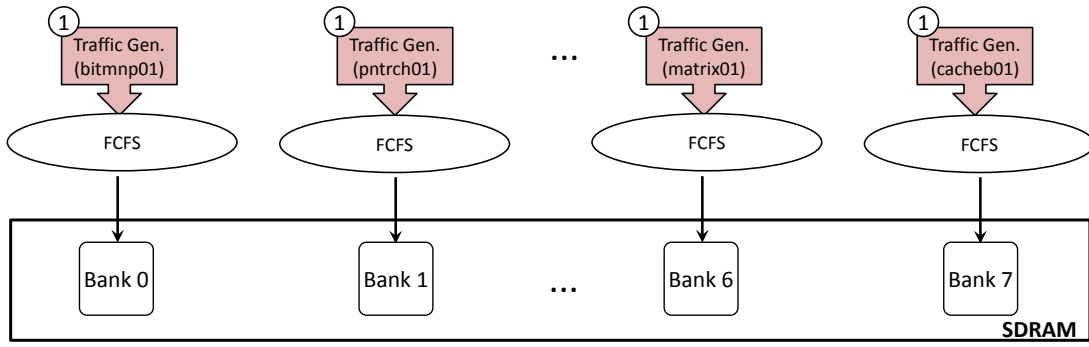 1
Traffic Gen.
(bitmnp01)
1
Traffic Gen.
(pntrch01)
...
1
Traffic Gen.
(matrix01)
1
Traffic Gen.
(cacheb01)
FCFS
FCFS
FCFS
FCFS
Bank 0
Bank 1
...
Bank 6
Bank 7
SDRAM